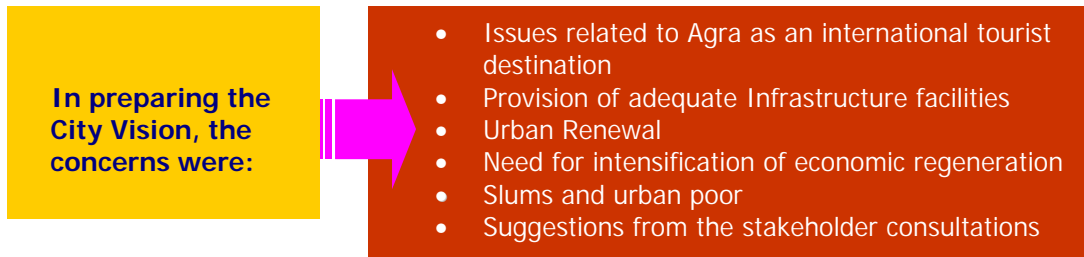 In preparing the
City Vision, the
concerns were:
• Issues related to Agra as an international tourist
destination
• Provision of adequate Infrastructure facilities
• Urban Renewal
• Need for intensification of economic regeneration
• Slums and urban poor
• Suggestions from the stakeholder consultations